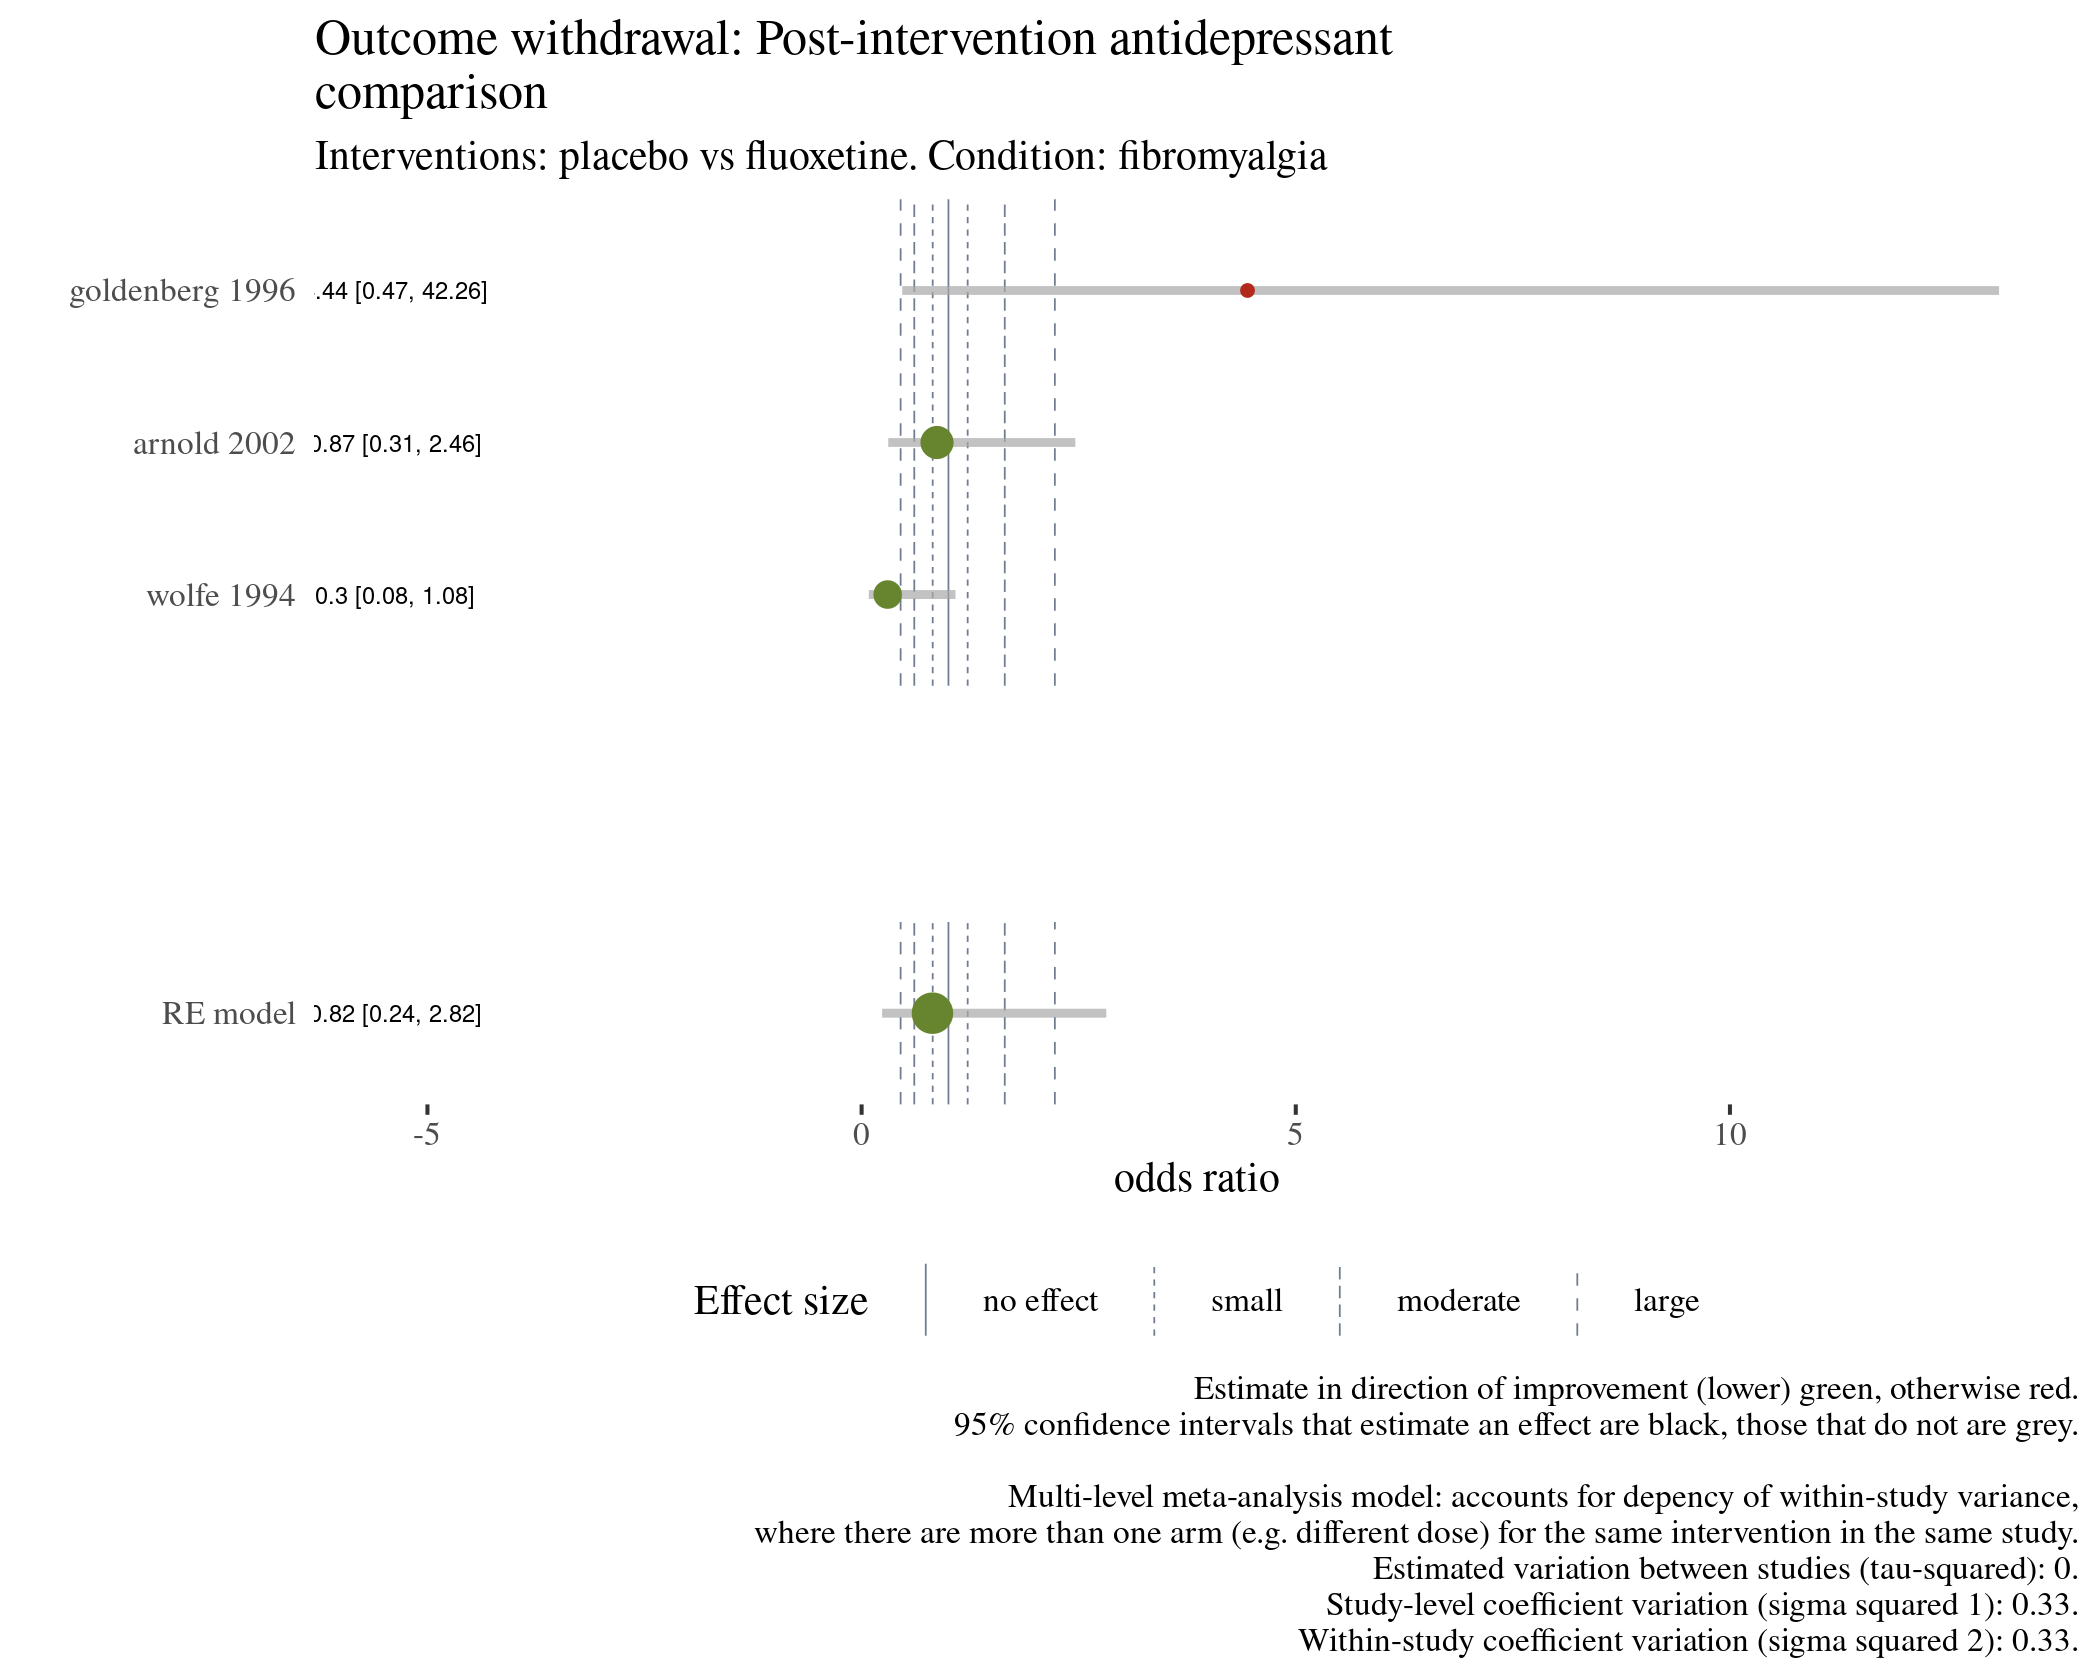 Outcome withdrawal: Post-intervention antidepressant
comparison
Interventions: placebo vs fluoxetine. Condition: fibromyalgia
goldenberg 1996 .44 [0.47, 42.26]
arnold 2002 0.87 [0.31, 2.46]
wolfe 1994 0.3 [0.08, 1.08]
RE model 0.82 [0.24, 2.82]
-5 0 5 10
odds ratio
Effect size no effect small moderate large
Estimate in direction of improvement (lower) green, otherwise red.
95% confidence intervals that estimate an effect are black, those that do not are grey.
Multi-level meta-analysis model: accounts for depency of within-study variance,
where there are more than one arm (e.g. different dose) for the same intervention in the same study.
Estimated variation between studies (tau-squared): 0.
Study-level coefficient variation (sigma squared 1): 0.33.
Within-study coefficient variation (sigma squared 2): 0.33.